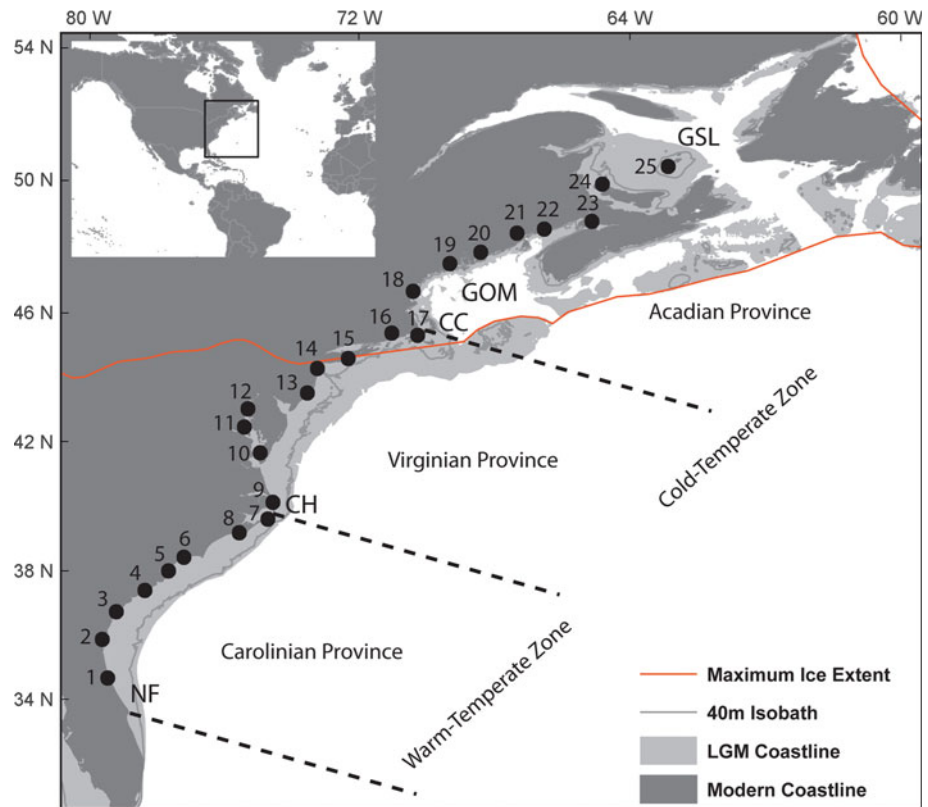 80 W 72 W 64 W 60 W
54 N
GSL
25
50 N
24
23
22
21
20
19
18
GOM
46 N
16
17
CC
Acadian Province
15
14
13
12
11
42 N
10
Virginian Province
Cold-Temperate Zone
9
CH
7
8
6
5
38 N
4
3
2
Carolinian Province
1
NF
34 N
Warm-Temperate Zone
Maximum Ice Extent
40m Isobath
LGM Coastline
Modern Coastline